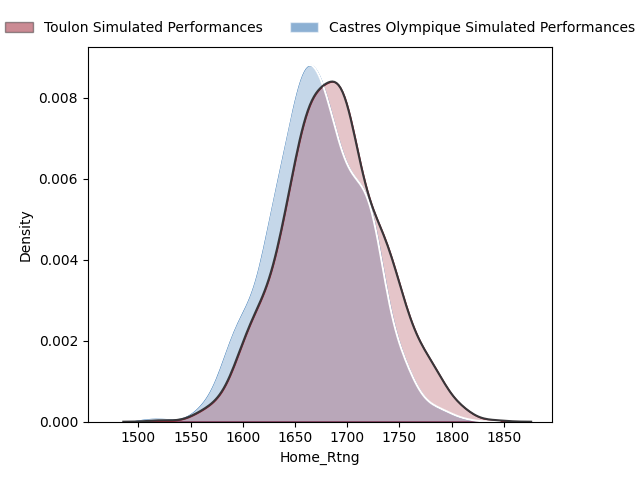 Toulon Simulated Performances
Castres Olympique Simulated Performances
0.008
0.006
0.004
0.002
0.000
Density
1500 1550 1600 1650 1700 1750 1800 1850
Home_Rtng